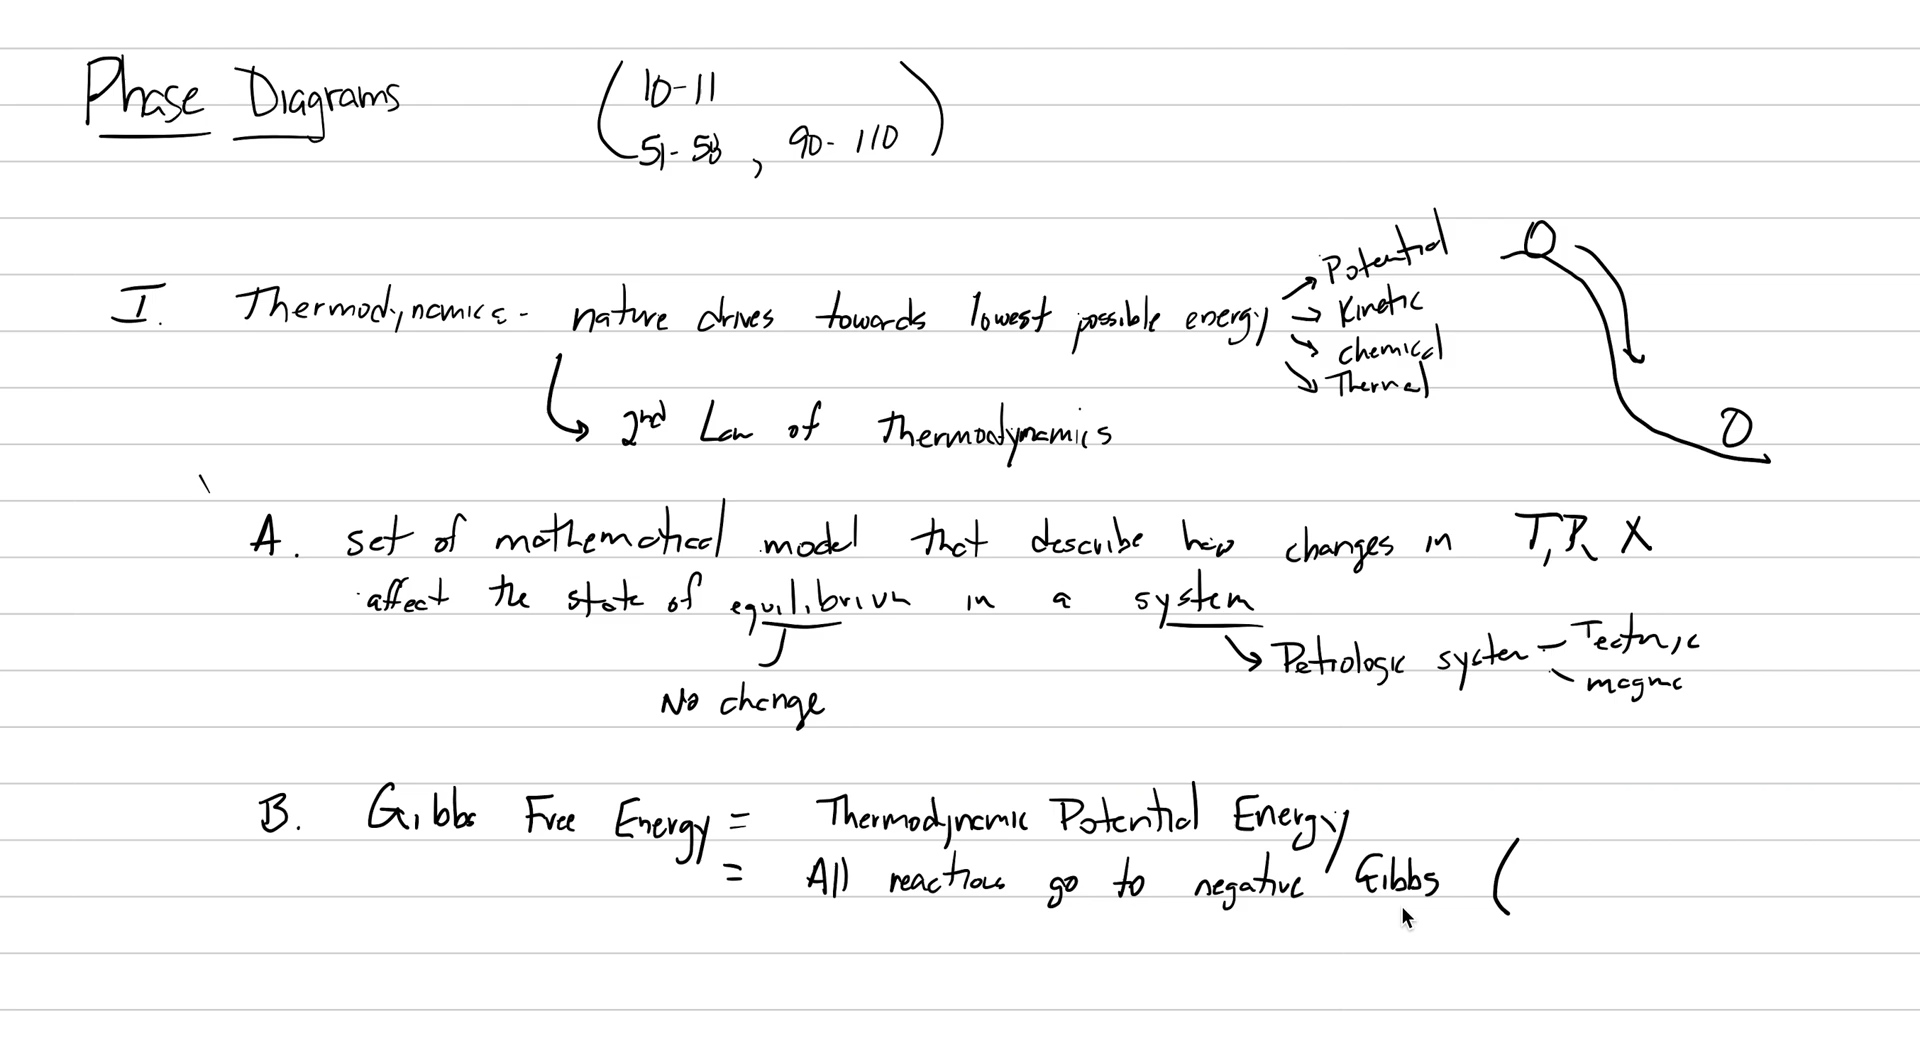 Phase Diagrams (10-11
51-58, 90-110)
I. Thermodynamics - nature drives towards lowest possible energy
→ Potential
→ Kinetic
→ chemical
→ Thermal
→ 2nd Law of thermodynamics
A. set of mathematical model that describe how changes in T, P, X
affect the state of equilibrium in a system
→ Petrologic system - Tectonic
- magma
No change
B. Gibbs Free Energy = Thermodynamic Potential Energy
= All reactions go to negative Gibbs (